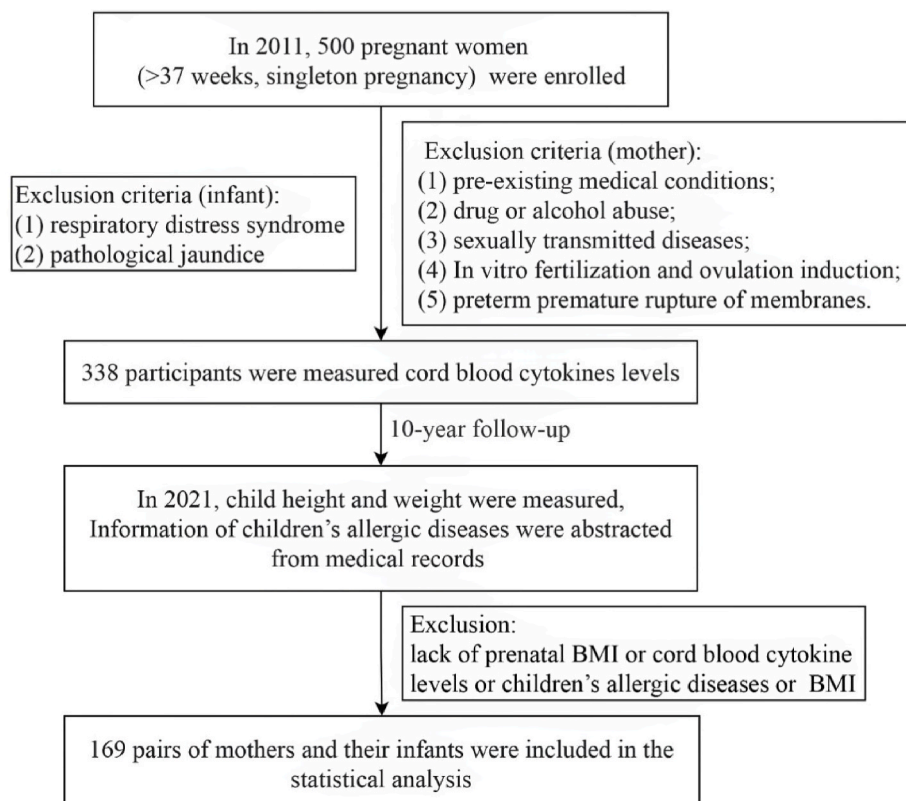 In 2011, 500 pregnant women
(>37 weeks, singleton pregnancy) were enrolled
Exclusion criteria (infant):
(1) respiratory distress syndrome
(2) pathological jaundice
Exclusion criteria (mother):
(1) pre-existing medical conditions;
(2) drug or alcohol abuse;
(3) sexually transmitted diseases;
(4) In vitro fertilization and ovulation induction;
(5) preterm premature rupture of membranes.
338 participants were measured cord blood cytokines levels
10-year follow-up
In 2021, child height and weight were measured,
Information of children’s allergic diseases were abstracted
from medical records
Exclusion:
lack of prenatal BMI or cord blood cytokine
levels or children’s allergic diseases or BMI
169 pairs of mothers and their infants were included in the
statistical analysis